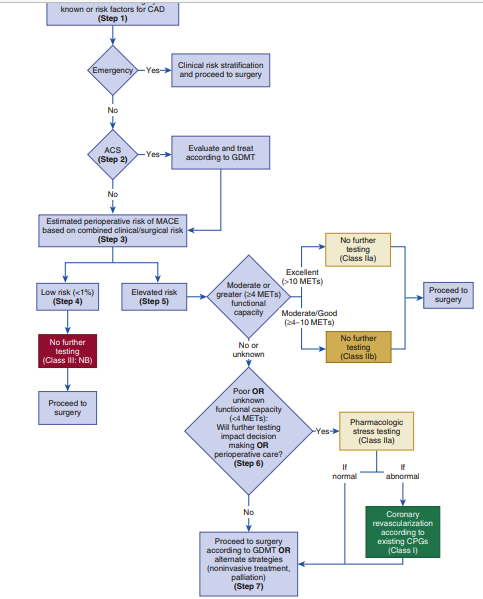 known or risk factors for CAD
(Step 1)
Emergency
Yes
Clinical risk stratification
and proceed to surgery
No
ACS
(Step 2)
Yes
Evaluate and treat
according to GDMT
No
Estimated perioperative risk of MACE
based on combined clinical/surgical risk
(Step 3)
Low risk (<1%)
(Step 4)
Elevated risk
(Step 5)
Moderate or
greater (≥4 METs)
functional
capacity
Excellent
(>10 METs)
No further
testing
(Class IIa)
Moderate/Good
(≥4–10 METs)
No further
testing
(Class IIb)
Proceed to
surgery
No further
testing
(Class III: NB)
Proceed to
surgery
No or
unknown
Poor OR
unknown
functional capacity
(<4 METs):
Will further testing
impact decision
making OR
perioperative care?
(Step 6)
Yes
Pharmacologic
stress testing
(Class IIa)
If
normal
If
abnormal
Coronary
revascularization
according to
existing CPGs
(Class I)
No
Proceed to surgery
according to GDMT OR
alternate strategies
(noninvasive treatment,
palliation)
(Step 7)